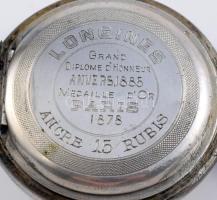 LONGINES
GRAND
DIPLOME D'HONNEUR
ANVERS.1885
MEDAILLE D'OR
PARIS
1878
ANCRE 15 RUBIS